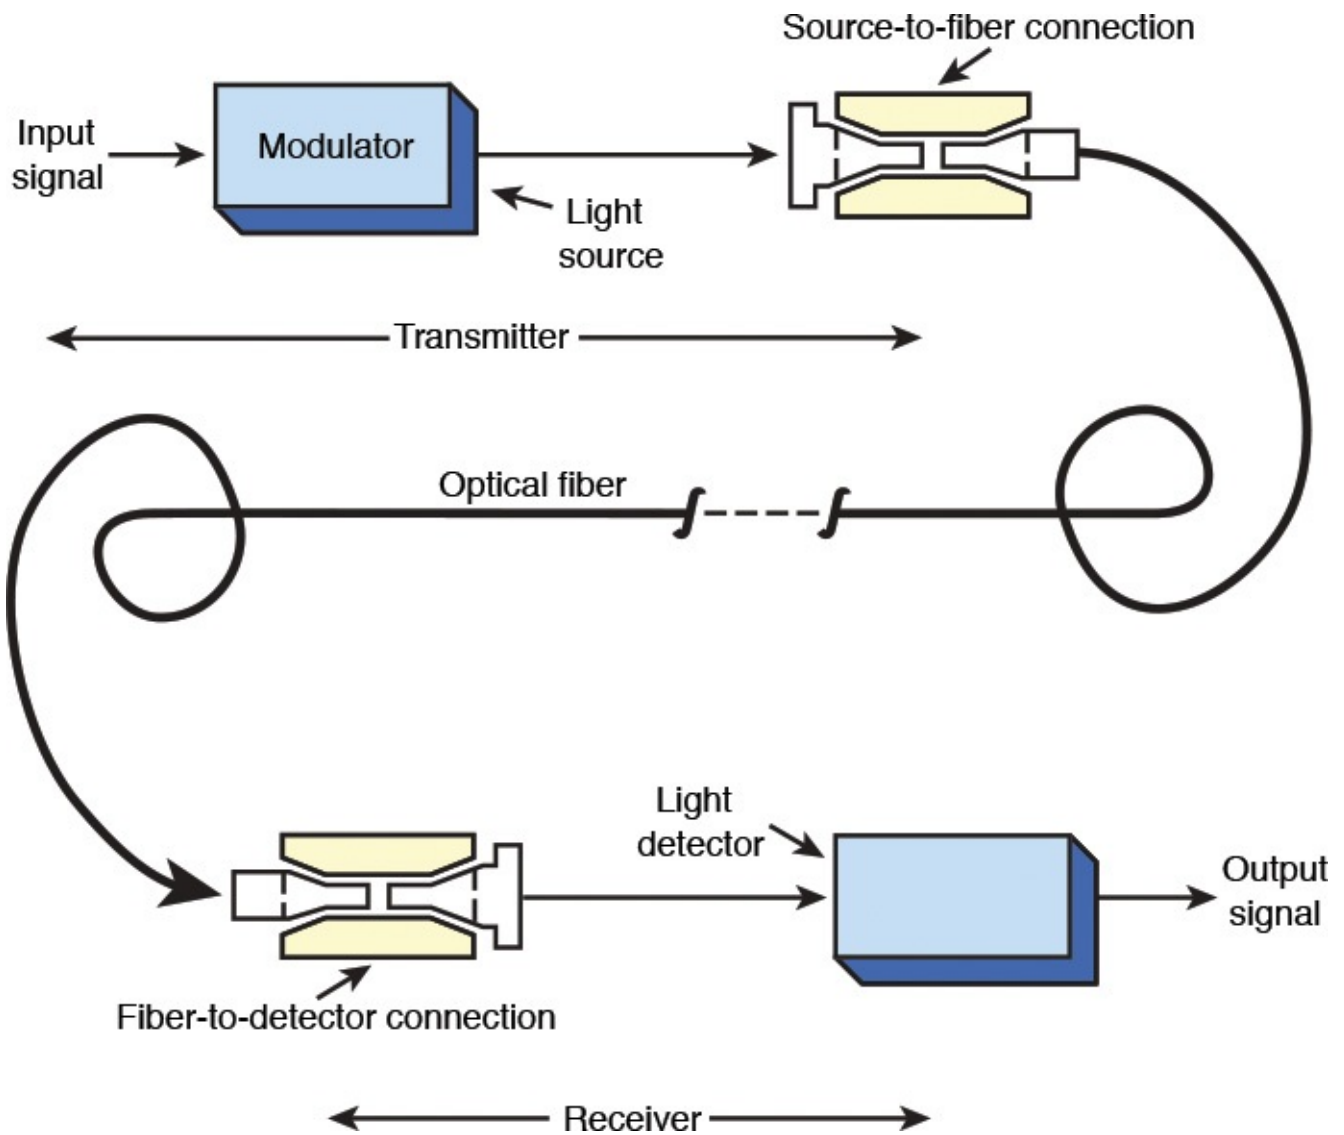 Source-to-fiber connection
Input
signal
Modulator
Light
source
Transmitter
Optical fiber
Light
detector
Output
signal
Fiber-to-detector connection
Receiver